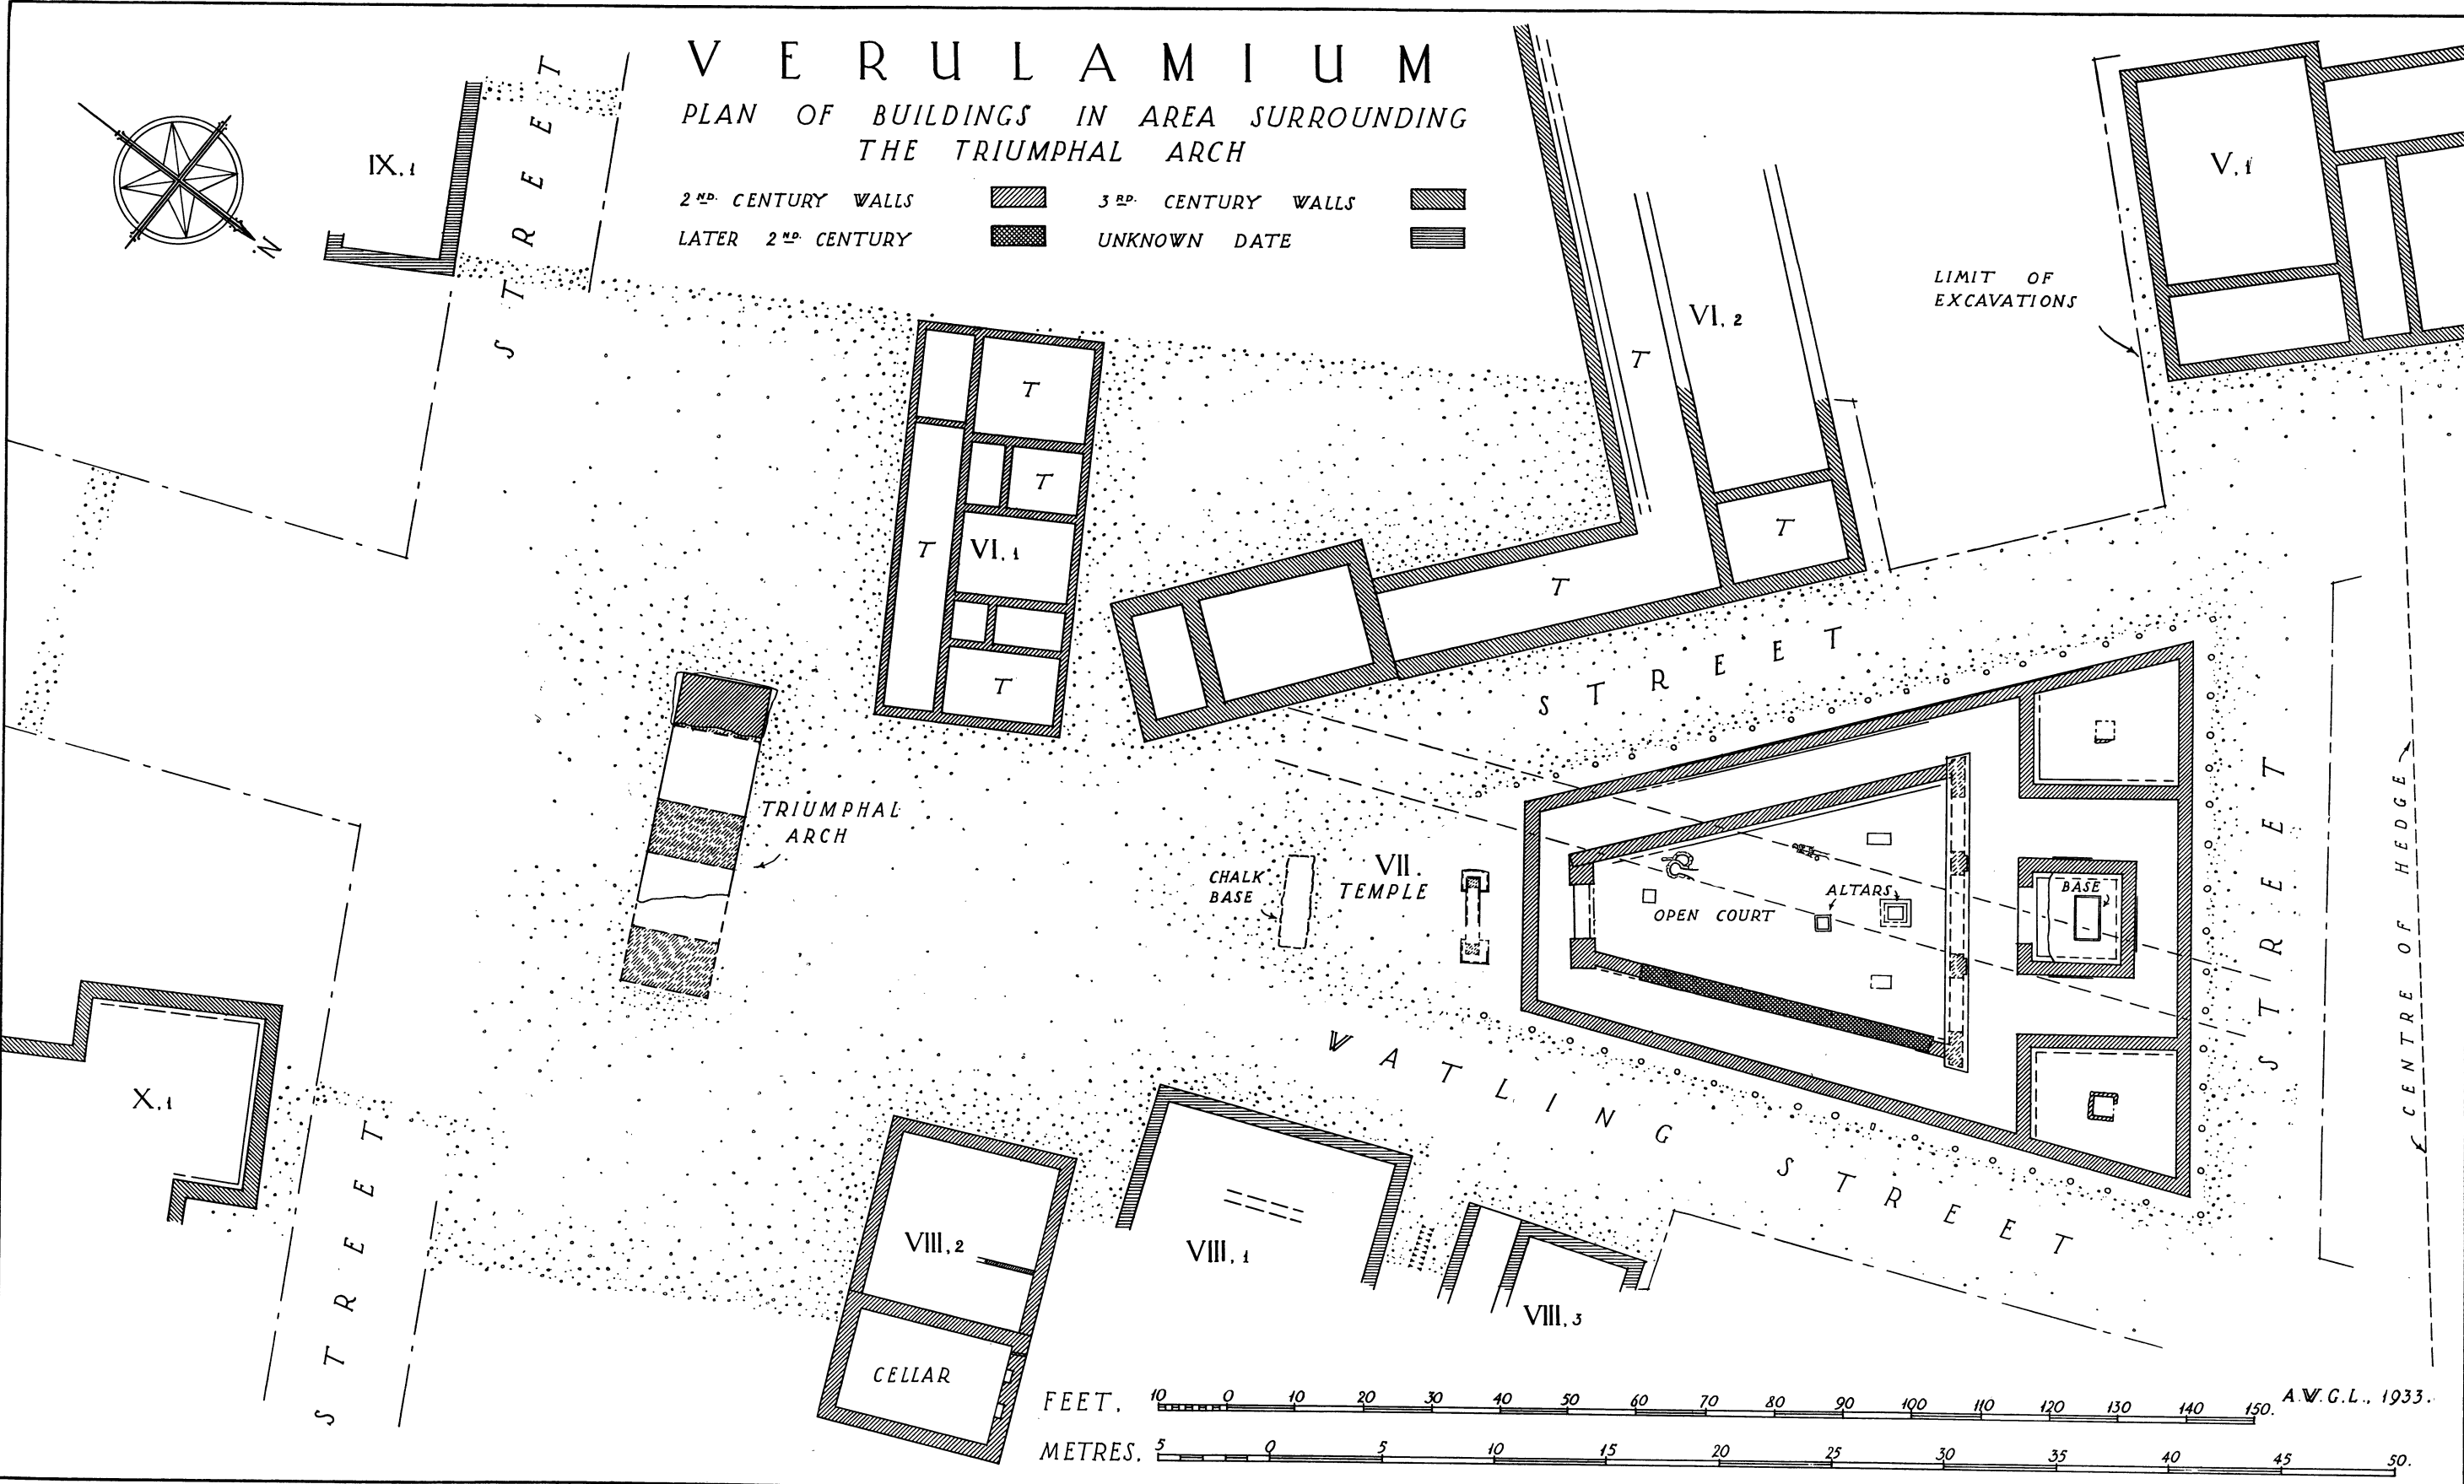 VERULAMIUM
PLAN OF BUILDINGS IN AREA SURROUNDING
THE TRIUMPHAL ARCH
2ND. CENTURY WALLS
3RD. CENTURY WALLS
LATER 2ND. CENTURY
UNKNOWN DATE
N
IX, 1
STREET
V, 1
VI, 2
LIMIT OF
EXCAVATIONS
T
T
T
T
VI, 1
T
T
T
T
STREET
TRIUMPHAL
ARCH
CHALK
BASE
VII.
TEMPLE
ALTARS
OPEN COURT
BASE
STREET
CENTRE OF HEDGE
X, 1
STREET
WATLING STREET
VIII, 2
VIII, 1
VIII, 3
CELLAR
FEET. 10 0 10 20 30 40 50 60 70 80 90 100 110 120 130 140 150.
A.W.G.L., 1933.
METRES. 5 0 5 10 15 20 25 30 35 40 45 50.